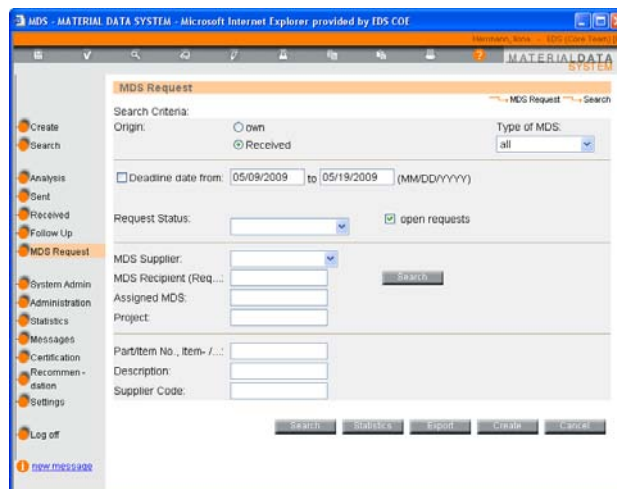 MDS - MATERIAL DATA SYSTEM - Microsoft Internet Explorer provided by EDS COE
EDS (Core Team)
MATERIALDATA
SYSTEM
MDS Request
MDS Request Search
Search Criteria:
Origin: own Type of MDS:
Received all
Deadline date from: 05/09/2009 to 05/19/2009 (MM/DD/YYYY)
Request Status: open requests
MDS Supplier:
MDS Recipient (Req...: Search
Assigned MDS:
Project:
Part/Item No., Item- /...:
Description:
Supplier Code:
Search Statistics Export Create Cancel
Create
Search
Analysis
Sent
Received
Follow Up
MDS Request
System Admin
Administration
Statistics
Messages
Certification
Recommen -
dation
Settings
Log off
new message